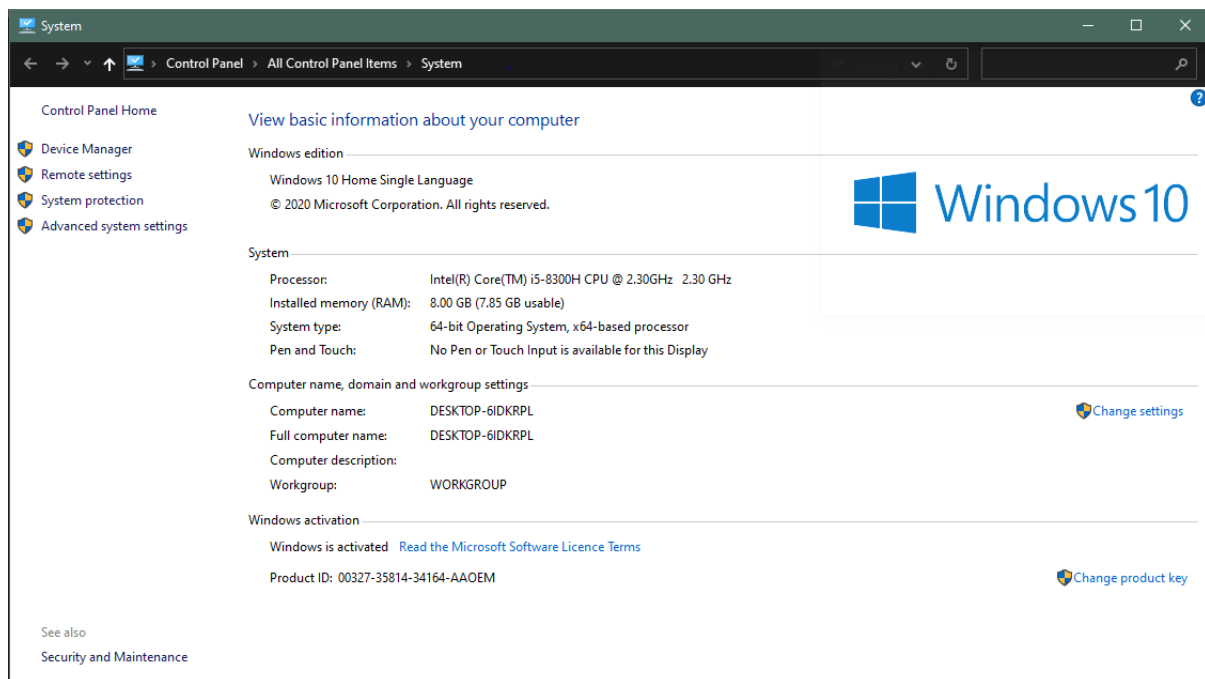 System
Control Panel > All Control Panel Items > System
Control Panel Home
Device Manager
Remote settings
System protection
Advanced system settings
View basic information about your computer
Windows edition
Windows 10 Home Single Language
© 2020 Microsoft Corporation. All rights reserved.
Windows 10
System
Processor: Intel(R) Core(TM) i5-8300H CPU @ 2.30GHz 2.30 GHz
Installed memory (RAM): 8.00 GB (7.85 GB usable)
System type: 64-bit Operating System, x64-based processor
Pen and Touch: No Pen or Touch Input is available for this Display
Computer name, domain and workgroup settings
Computer name: DESKTOP-6IDKRPL
Change settings
Full computer name: DESKTOP-6IDKRPL
Computer description:
Workgroup: WORKGROUP
Windows activation
Windows is activated Read the Microsoft Software Licence Terms
Product ID: 00327-35814-34164-AAOEM
Change product key
See also
Security and Maintenance